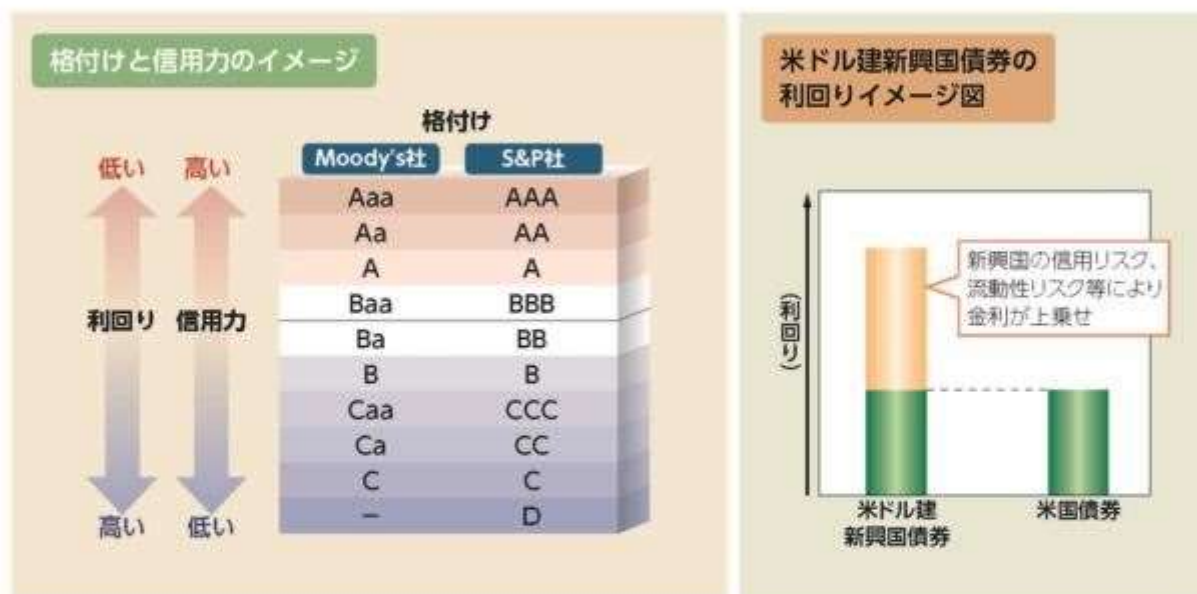 格付けと信用力のイメージ
格付け
Moody's社 S&P社
低い 高い
Aaa AAA
Aa AA
A A
Baa BBB
利回り 信用力
Ba BB
B B
Caa CCC
Ca CC
C C
– D
高い 低い
米ドル建新興国債券の
利回りイメージ図
(利回り)
新興国の信用リスク、
流動性リスク等により
金利が上乗せ
米ドル建
新興国債券
米国債券